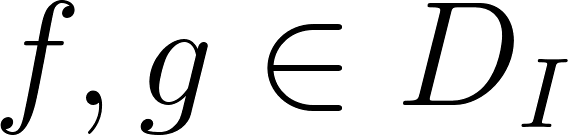 f, g ∈ D_I